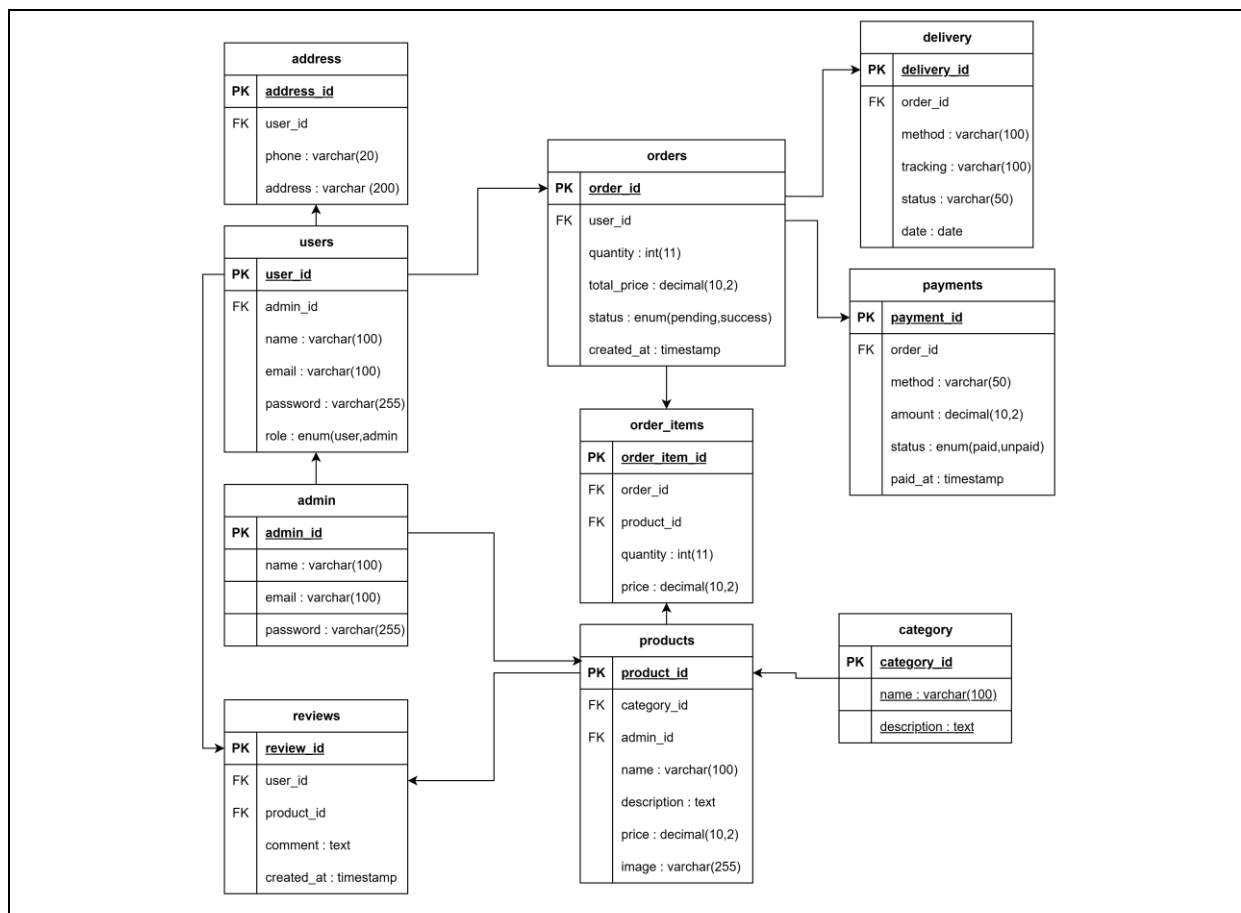 address
PK address_id
FK user_id
phone : varchar(20)
address : varchar (200)
users
PK user_id
FK admin_id
name : varchar(100)
email : varchar(100)
password : varchar(255)
role : enum(user,admin
admin
PK admin_id
name : varchar(100)
email : varchar(100)
password : varchar(255)
reviews
PK review_id
FK user_id
FK product_id
comment : text
created_at : timestamp
orders
PK order_id
FK user_id
quantity : int(11)
total_price : decimal(10,2)
status : enum(pending,success)
created_at : timestamp
order_items
PK order_item_id
FK order_id
FK product_id
quantity : int(11)
price : decimal(10,2)
products
PK product_id
FK category_id
FK admin_id
name : varchar(100)
description : text
price : decimal(10,2)
image : varchar(255)
delivery
PK delivery_id
FK order_id
method : varchar(100)
tracking : varchar(100)
status : varchar(50)
date : date
payments
PK payment_id
FK order_id
method : varchar(50)
amount : decimal(10,2)
status : enum(paid,unpaid)
paid_at : timestamp
category
PK category_id
name : varchar(100)
description : text